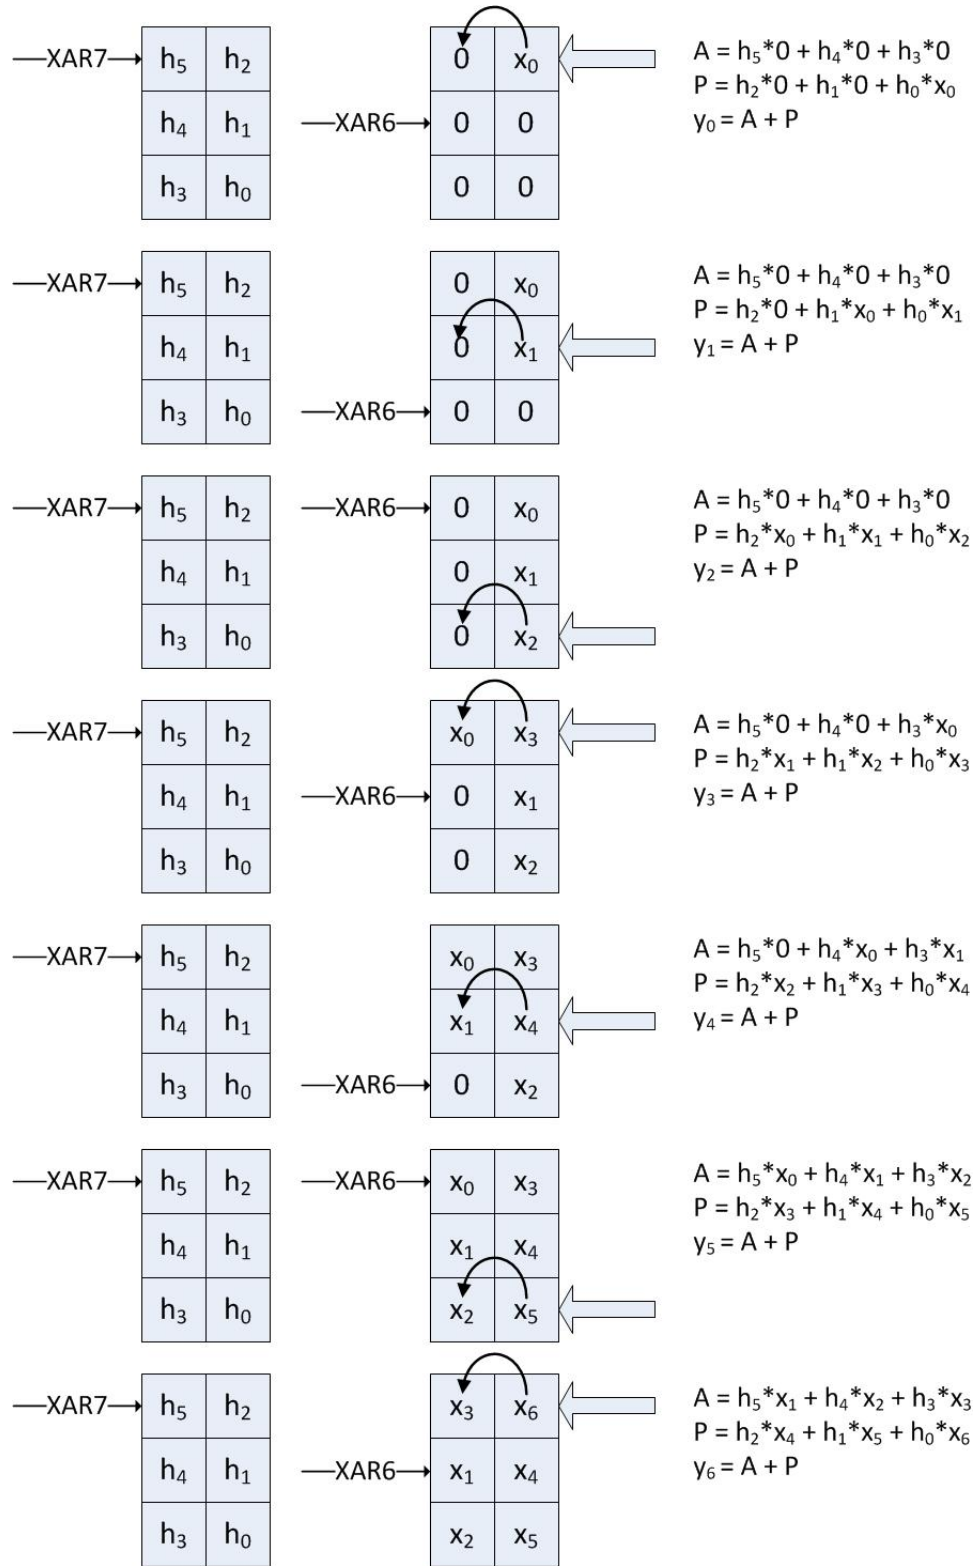 XAR7 h₅ h₂ 0 x₀ A = h₅*0 + h₄*0 + h₃*0
P = h₂*0 + h₁*0 + h₀*x₀
h₄ h₁ XAR6 0 0 y₀ = A + P
h₃ h₀ 0 0
XAR7 h₅ h₂ 0 x₀ A = h₅*0 + h₄*0 + h₃*0
P = h₂*0 + h₁*x₀ + h₀*x₁
h₄ h₁ 0 x₁ y₁ = A + P
h₃ h₀ XAR6 0 0
XAR7 h₅ h₂ XAR6 0 x₀ A = h₅*0 + h₄*0 + h₃*0
P = h₂*x₀ + h₁*x₁ + h₀*x₂
h₄ h₁ 0 x₁ y₂ = A + P
h₃ h₀ 0 x₂
XAR7 h₅ h₂ x₀ x₃ A = h₅*0 + h₄*0 + h₃*x₀
P = h₂*x₁ + h₁*x₂ + h₀*x₃
h₄ h₁ XAR6 0 x₁ y₃ = A + P
h₃ h₀ 0 x₂
XAR7 h₅ h₂ x₀ x₃ A = h₅*0 + h₄*x₀ + h₃*x₁
P = h₂*x₂ + h₁*x₃ + h₀*x₄
h₄ h₁ x₁ x₄ y₄ = A + P
h₃ h₀ XAR6 0 x₂
XAR7 h₅ h₂ XAR6 x₀ x₃ A = h₅*x₀ + h₄*x₁ + h₃*x₂
P = h₂*x₃ + h₁*x₄ + h₀*x₅
h₄ h₁ x₁ x₄ y₅ = A + P
h₃ h₀ x₂ x₅
XAR7 h₅ h₂ x₃ x₆ A = h₅*x₁ + h₄*x₂ + h₃*x₃
P = h₂*x₄ + h₁*x₅ + h₀*x₆
h₄ h₁ XAR6 x₁ x₄ y₆ = A + P
h₃ h₀ x₂ x₅